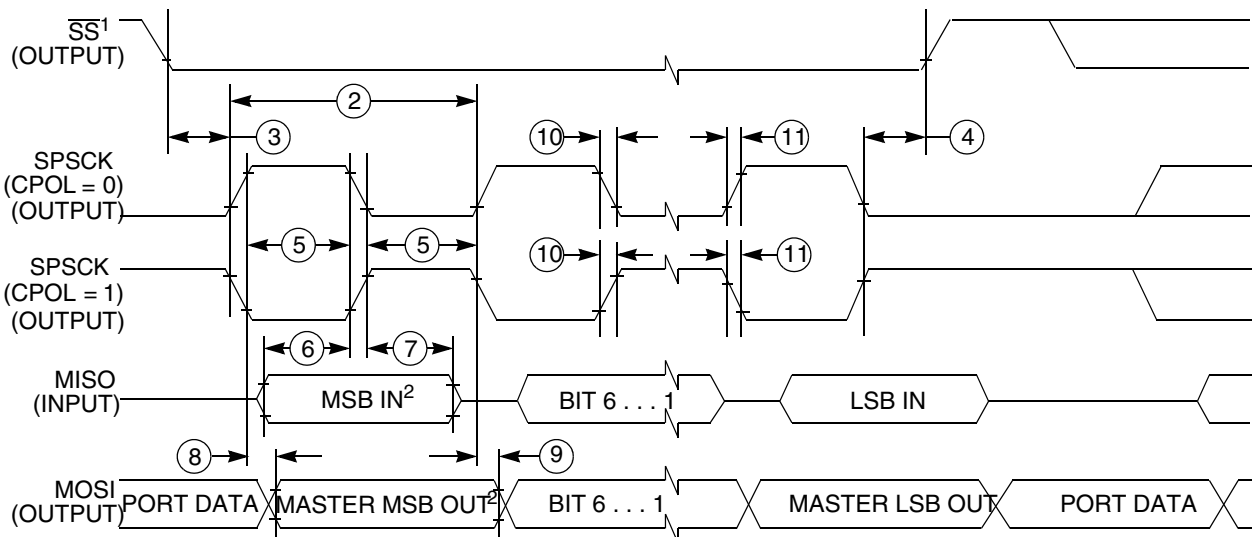 SS1
(OUTPUT)
2
3
10
11
4
SPSCK
(CPOL = 0)
(OUTPUT)
5
5
SPSCK
(CPOL = 1)
(OUTPUT)
10
11
6
7
MISO
(INPUT)
MSB IN2
BIT 6 . . . 1
LSB IN
8
9
MOSI
(OUTPUT)
PORT DATA
MASTER MSB OUT2
BIT 6 . . . 1
MASTER LSB OUT
PORT DATA